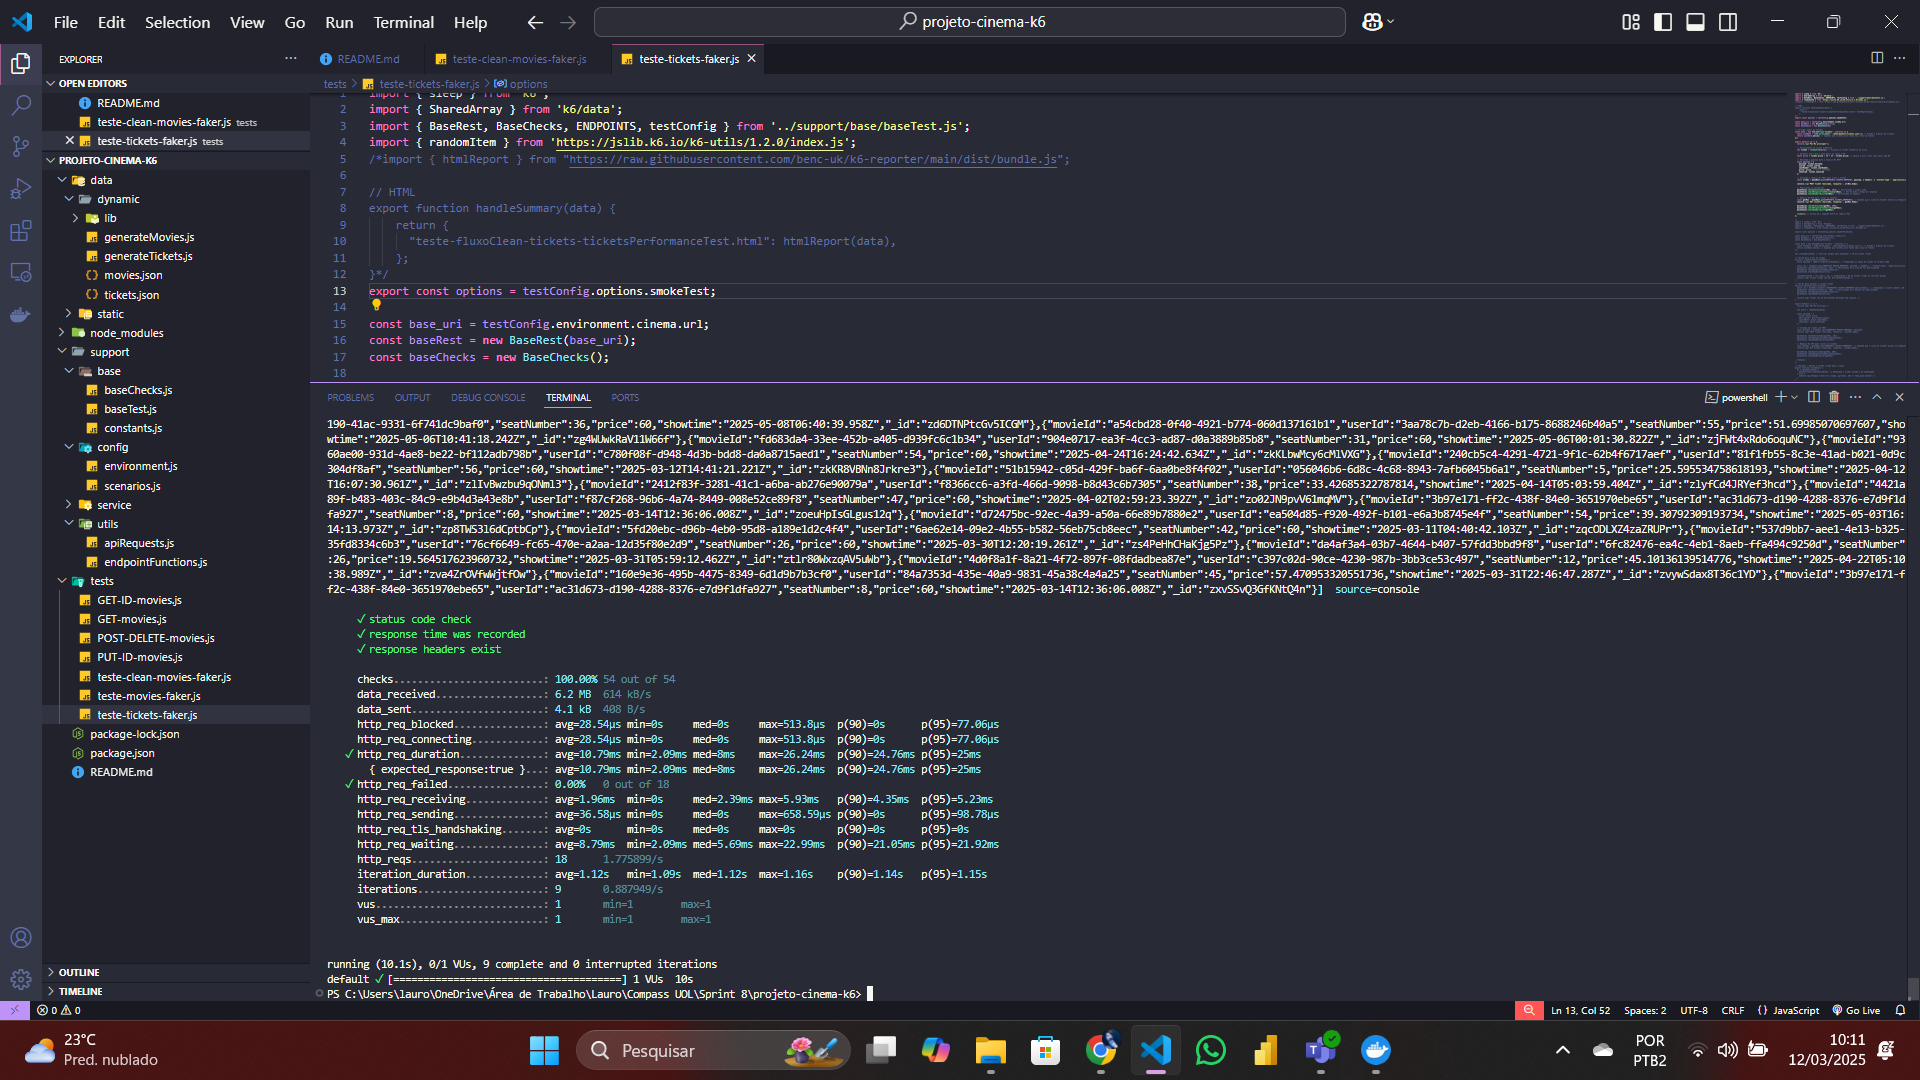 File Edit Selection View Go Run Terminal Help
projeto-cinema-k6
EXPLORER
OPEN EDITORS
README.md
teste-clean-movies-faker.js tests
teste-tickets-faker.js tests
PROJETO-CINEMA-K6
data
dynamic
lib
generateMovies.js
generateTickets.js
movies.json
tickets.json
static
node_modules
support
base
baseChecks.js
baseTest.js
constants.js
config
environment.js
scenarios.js
service
utils
apiRequests.js
endpointFunctions.js
tests
GET-ID-movies.js
GET-movies.js
POST-DELETE-movies.js
PUT-ID-movies.js
teste-clean-movies-faker.js
teste-movies-faker.js
teste-tickets-faker.js
package-lock.json
package.json
README.md
OUTLINE
TIMELINE
README.md
teste-clean-movies-faker.js
teste-tickets-faker.js
tests > teste-tickets-faker.js > options
1 import { sleep } from 'k6';
2 import { SharedArray } from 'k6/data';
3 import { BaseRest, BaseChecks, ENDPOINTS, testConfig } from '../support/base/baseTest.js';
4 import { randomItem } from 'https://jslib.k6.io/k6-utils/1.2.0/index.js';
5 /*import { htmlReport } from "https://raw.githubusercontent.com/benc-uk/k6-reporter/main/dist/bundle.js";
6
7 // HTML
8 export function handleSummary(data) {
9 return {
10 "teste-fluxoClean-tickets-ticketsPerformanceTest.html": htmlReport(data),
11 };
12 }*/
13 export const options = testConfig.options.smokeTest;
14
15 const base_uri = testConfig.environment.cinema.url;
16 const baseRest = new BaseRest(base_uri);
17 const baseChecks = new BaseChecks();
18
PROBLEMS OUTPUT DEBUG CONSOLE TERMINAL PORTS
powershell
190-41ac-9331-6f741dc9baf0","seatNumber":36,"price":60,"showtime":"2025-05-08T06:40:39.958Z","_id":"zd6DTNPtcGv5ICGM"},{"movieId":"a54cbd28-0f40-4921-b774-060d137161b1","userId":"3aa78c7b-d2eb-4166-b175-8688246b40a5","seatNumber":55,"price":51.69985070697607,"sho
wtime":"2025-05-06T10:41:18.242Z","_id":"zg4WUwkRaV11W66f"},{"movieId":"fd683da4-33ee-452b-a405-d939fc6c1b34","userId":"904e0717-ea3f-4cc3-ad87-d0a3889b85b8","seatNumber":31,"price":60,"showtime":"2025-05-06T00:01:30.822Z","_id":"zjFWt4xRdo6oquNC"},{"movieId":"93
60ae00-931d-4ae8-be22-bf112adb798b","userId":"c780f08f-d948-4d3b-bdd8-da0a8715aed1","seatNumber":54,"price":60,"showtime":"2025-04-24T16:24:42.634Z","_id":"zkKLbwMcy6cMlVXG"},{"movieId":"240cb5c4-4291-4721-9f1c-62b4f6717aef","userId":"81f1fb55-8c3e-41ad-b021-0d9c
304df8af","seatNumber":56,"price":60,"showtime":"2025-03-12T14:41:21.221Z","_id":"zkKR8VBNn8Jrkre3"},{"movieId":"51b15942-c05d-429f-ba6f-6aa0be8f4f02","userId":"056046b6-6d8c-4c68-8943-7afb6045b6a1","seatNumber":5,"price":25.595534758618193,"showtime":"2025-04-12
T16:07:30.961Z","_id":"zlIvBwzbu9qONml3"},{"movieId":"2412f83f-3281-41c1-a6ba-ab276e90079a","userId":"f8366cc6-a3fd-466d-9098-b8d43c6b7305","seatNumber":38,"price":33.42685322787814,"showtime":"2025-04-14T05:03:59.404Z","_id":"zlyfCd4JRYef3hcd"},{"movieId":"4421a
89f-b483-403c-84c9-e9b4d3a43e8b","userId":"f87cf268-96b6-4a74-8449-008e52ce89f8","seatNumber":47,"price":60,"showtime":"2025-04-02T02:59:23.392Z","_id":"zo02JN9pvV61mqMV"},{"movieId":"3b97e171-ff2c-438f-84e0-3651970ebe65","userId":"ac31d673-d190-4288-8376-e7d9f1d
fa927","seatNumber":8,"price":60,"showtime":"2025-03-14T12:36:06.008Z","_id":"zoeuHpIsGLgus12q"},{"movieId":"d72475bc-92ec-4a39-a50a-66e89b7880e2","userId":"ea504d85-f920-492f-b101-e6a3b8745e4f","seatNumber":4,"price":39.30792309193734,"showtime":"2025-05-03T16:
14:13.973Z","_id":"zp8TWS3l6dCptbCp"},{"movieId":"5fd20ebc-d96b-4eb0-95d8-a189e1d2c4f4","userId":"6ae62e14-09e2-4b55-b582-56eb75cb8eec","seatNumber":42,"price":60,"showtime":"2025-03-11T04:40:42.103Z","_id":"zqcODLXZ4zaZRUPr"},{"movieId":"537d9bb7-aee1-4e13-b325-
35fd8334c6b3","userId":"76cf6649-fc65-470e-a2aa-12d35f80e2d9","seatNumber":26,"price":60,"showtime":"2025-03-30T12:20:19.261Z","_id":"zs4PeHhCHaKjg5Pz"},{"movieId":"da4af3a4-03b7-4644-b407-57fdd3bbd9f8","userId":"6fc82476-ea4c-4eb1-8aeb-ffa494c9250d","seatNumber"
:26,"price":19.564517623960732,"showtime":"2025-03-31T05:59:12.462Z","_id":"zt1r80WxzqAV5uWb"},{"movieId":"4d0f8a1f-8a21-4f72-897f-08fdadbea87e","userId":"c397c02d-90ce-4230-987b-3bb3ce53c497","seatNumber":12,"price":45.10136139514776,"showtime":"2025-04-22T05:10
:38.989Z","_id":"zva4ZrOVfwWjtfOw"},{"movieId":"160e9e36-495b-4475-8349-6d1d9b7b3cf0","userId":"84a7353d-435e-40a9-9831-45a38c4a4a25","seatNumber":45,"price":57.470953320551736,"showtime":"2025-03-31T22:46:47.287Z","_id":"zvywSdax8T36c1YD"},{"movieId":"3b97e171-f
f2c-438f-84e0-3651970ebe65","userId":"ac31d673-d190-4288-8376-e7d9f1dfa927","seatNumber":8,"price":60,"showtime":"2025-03-14T12:36:06.008Z","_id":"zxvSSvQ3GfKNtQ4n"}] source=console
✓ status code check
✓ response time was recorded
✓ response headers exist
checks.........................: 100.00% 54 out of 54
data_received..................: 6.2 MB 614 kB/s
data_sent......................: 4.1 kB 408 B/s
http_req_blocked...............: avg=28.54µs min=0s med=0s max=513.8µs p(90)=0s p(95)=77.06µs
http_req_connecting............: avg=28.54µs min=0s med=0s max=513.8µs p(90)=0s p(95)=77.06µs
✓ http_req_duration..............: avg=10.79ms min=2.09ms med=8ms max=26.24ms p(90)=24.76ms p(95)=25ms
{ expected_response:true }...: avg=10.79ms min=2.09ms med=8ms max=26.24ms p(90)=24.76ms p(95)=25ms
✓ http_req_failed................: 0.00% 0 out of 18
http_req_receiving.............: avg=1.96ms min=0s med=2.39ms max=5.93ms p(90)=4.35ms p(95)=5.23ms
http_req_sending...............: avg=36.58µs min=0s med=0s max=658.59µs p(90)=0s p(95)=98.78µs
http_req_tls_handshaking.......: avg=0s min=0s med=0s max=0s p(90)=0s p(95)=0s
http_req_waiting...............: avg=8.79ms min=2.09ms med=5.69ms max=22.99ms p(90)=21.05ms p(95)=21.92ms
http_reqs......................: 18 1.775899/s
iteration_duration.............: avg=1.12s min=1.09s med=1.12s max=1.16s p(90)=1.14s p(95)=1.15s
iterations.....................: 9 0.887949/s
vus............................: 1 min=1 max=1
vus_max........................: 1 min=1 max=1
running (10.1s), 0/1 VUs, 9 complete and 0 interrupted iterations
default ✓ [======================================] 1 VUs 10s
PS C:\Users\lauro\OneDrive\Área de Trabalho\Lauro\Compass UOL\Sprint 8\projeto-cinema-k6>
0 0
Ln 13, Col 52 Spaces: 2 UTF-8 CRLF {} JavaScript Go Live
23°C
Pred. nublado
Pesquisar
POR
PTB2
10:11
12/03/2025